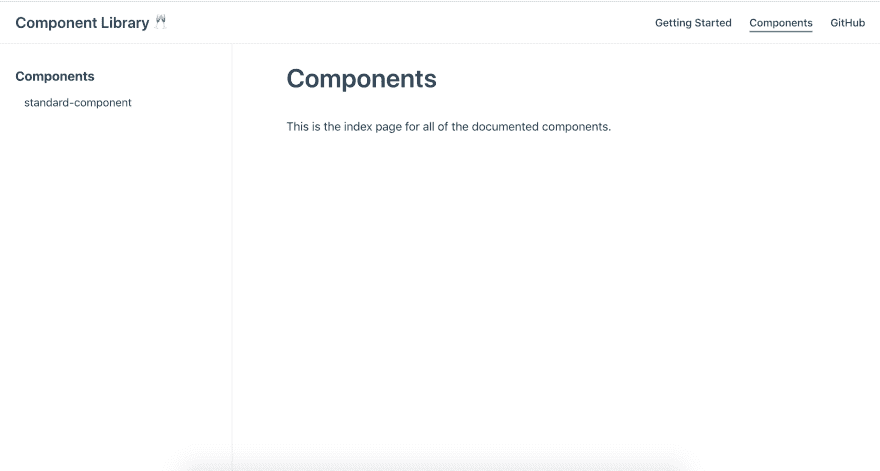 Component Library 🥂
Getting Started Components GitHub
Components
standard-component
Components
This is the index page for all of the documented components.